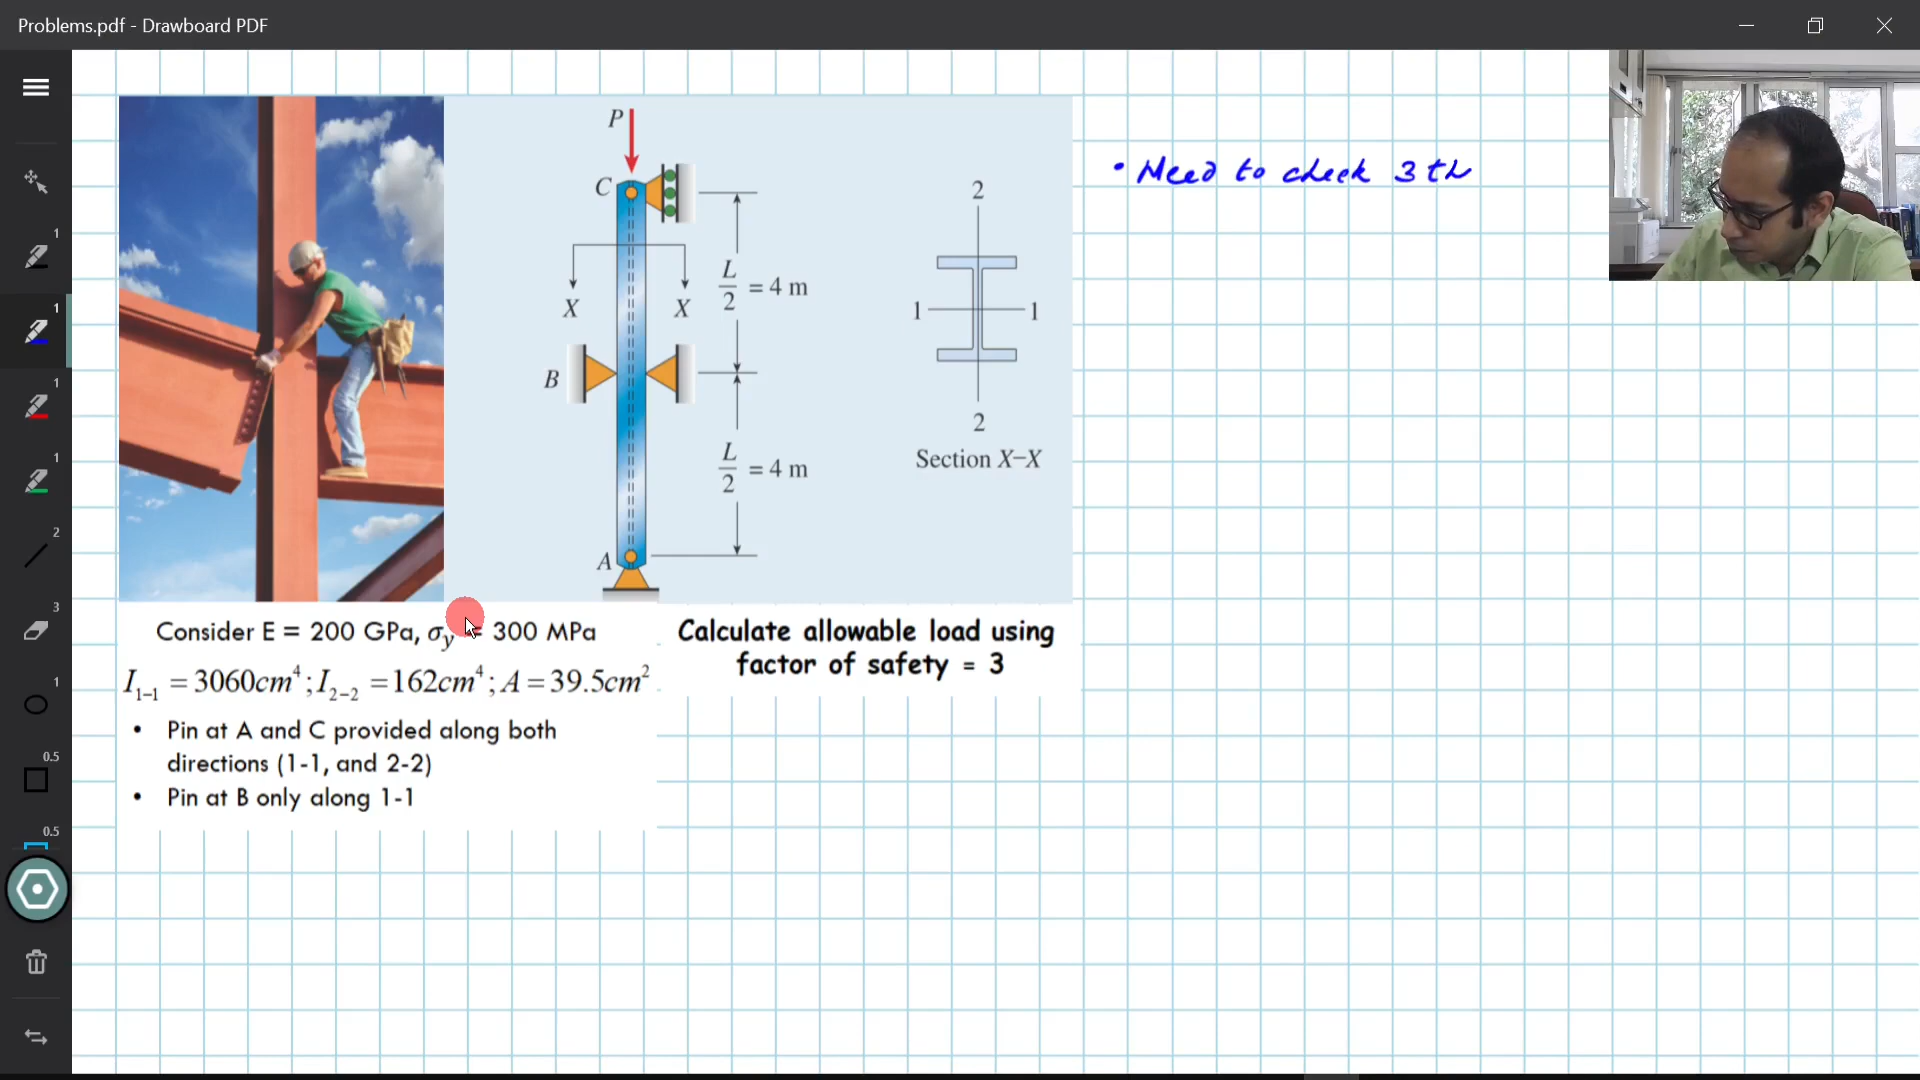 Problems.pdf - Drawboard PDF
P
C
X X
L/2 = 4 m
B
L/2 = 4 m
A
2
1 1
2
Section X–X
• Need to check 3 th
Consider E = 200 GPa, σy = 300 MPa
I1–1 = 3060cm⁴; I2–2 = 162cm⁴; A = 39.5cm²
• Pin at A and C provided along both
directions (1-1, and 2-2)
• Pin at B only along 1-1
Calculate allowable load using
factor of safety = 3
1
1
1
1
2
3
1
0.5
0.5